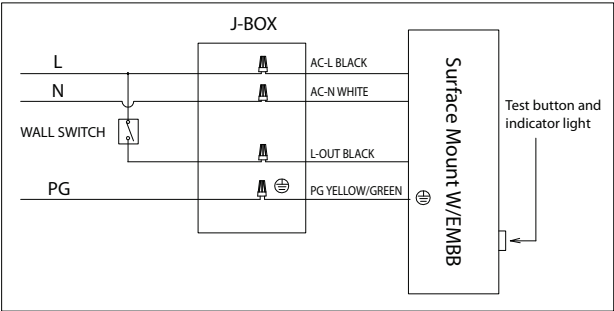 J-BOX
L
AC-L BLACK
N
AC-N WHITE
WALL SWITCH
L-OUT BLACK
PG
PG YELLOW/GREEN
Surface Mount W/EMBB
Test button and
indicator light